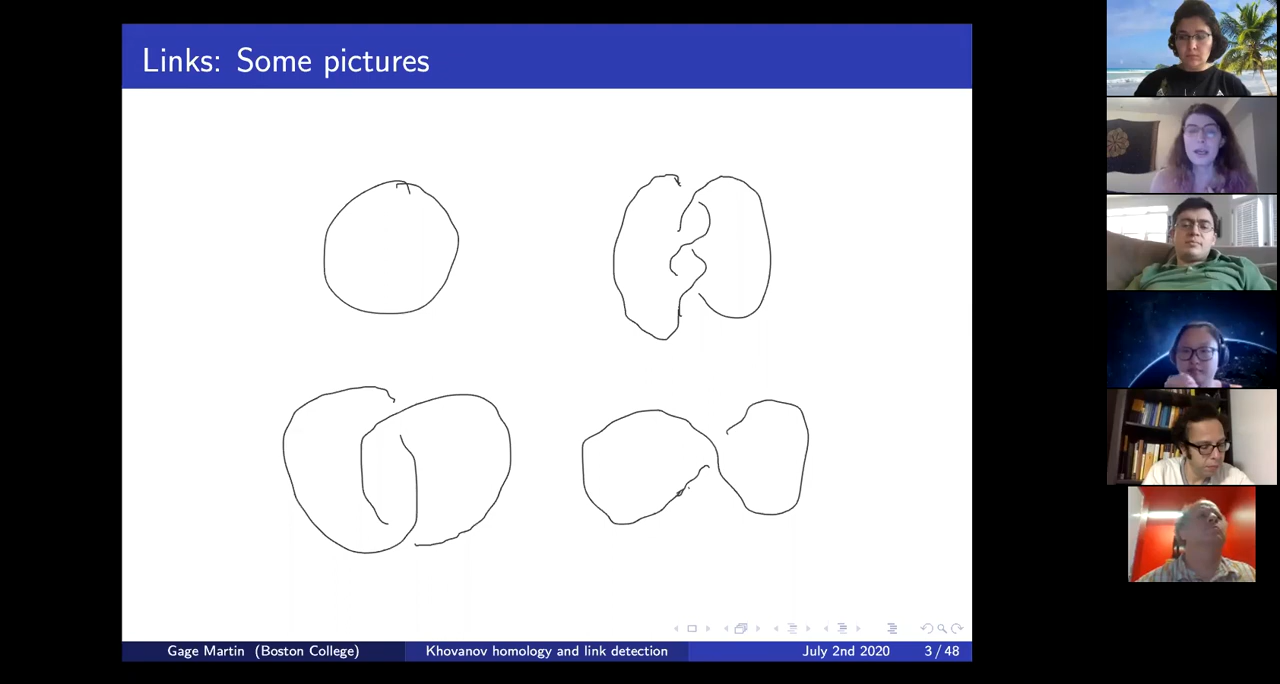 Links: Some pictures
Gage Martin (Boston College) Khovanov homology and link detection July 2nd 2020 3 / 48